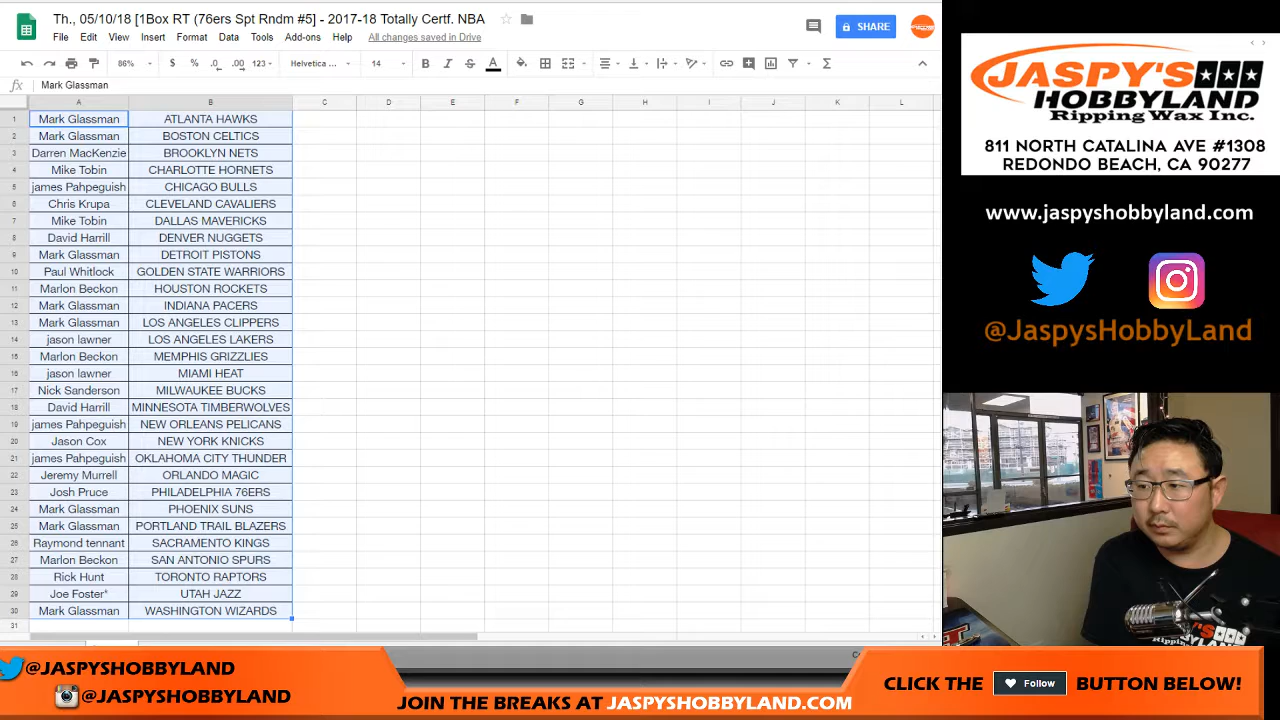 Th., 05/10/18 [1Box RT (76ers Spt Rndm #5] - 2017-18 Totally Certf. NBA
File Edit View Insert Format Data Tools Add-ons Help All changes saved in Drive
SHARE
86% $ % .0 .00 123 Helvetica ... 14 B I S A
fx Mark Glassman
A B C D E F G H I J K L
1 Mark Glassman ATLANTA HAWKS
2 Mark Glassman BOSTON CELTICS
3 Darren MacKenzie BROOKLYN NETS
4 Mike Tobin CHARLOTTE HORNETS
5 james Pahpeguish CHICAGO BULLS
6 Chris Krupa CLEVELAND CAVALIERS
7 Mike Tobin DALLAS MAVERICKS
8 David Harrill DENVER NUGGETS
9 Mark Glassman DETROIT PISTONS
10 Paul Whitlock GOLDEN STATE WARRIORS
11 Marlon Beckon HOUSTON ROCKETS
12 Mark Glassman INDIANA PACERS
13 Mark Glassman LOS ANGELES CLIPPERS
14 jason lawner LOS ANGELES LAKERS
15 Marlon Beckon MEMPHIS GRIZZLIES
16 jason lawner MIAMI HEAT
17 Nick Sanderson MILWAUKEE BUCKS
18 David Harrill MINNESOTA TIMBERWOLVES
19 james Pahpeguish NEW ORLEANS PELICANS
20 Jason Cox NEW YORK KNICKS
21 james Pahpeguish OKLAHOMA CITY THUNDER
22 Jeremy Murrell ORLANDO MAGIC
23 Josh Pruce PHILADELPHIA 76ERS
24 Mark Glassman PHOENIX SUNS
25 Mark Glassman PORTLAND TRAIL BLAZERS
26 Raymond tennant SACRAMENTO KINGS
27 Marlon Beckon SAN ANTONIO SPURS
28 Rick Hunt TORONTO RAPTORS
29 Joe Foster* UTAH JAZZ
30 Mark Glassman WASHINGTON WIZARDS
31
JASPY'S
HOBBYLAND
Ripping Wax Inc.
811 NORTH CATALINA AVE #1308
REDONDO BEACH, CA 90277
www.jaspyshobbyland.com
@JaspysHobbyLand
@JASPYSHOBBYLAND
@JASPYSHOBBYLAND
JOIN THE BREAKS AT JASPYSHOBBYLAND.COM
CLICK THE Follow BUTTON BELOW!